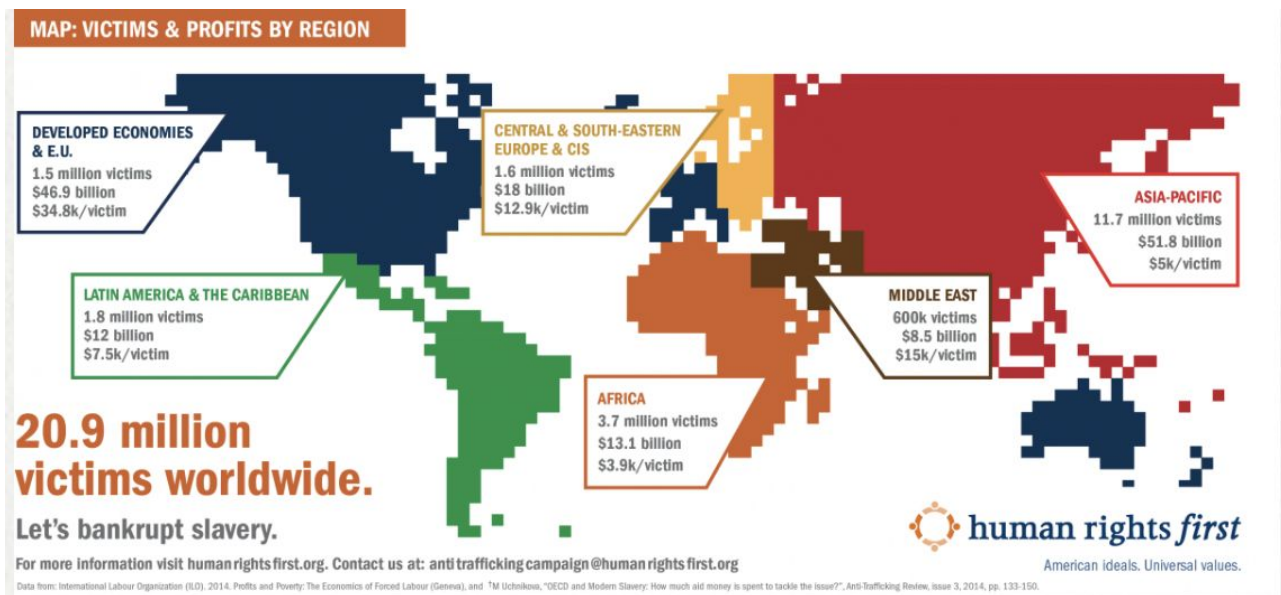 MAP: VICTIMS & PROFITS BY REGION
DEVELOPED ECONOMIES
& E.U.
1.5 million victims
$46.9 billion
$34.8k/victim
CENTRAL & SOUTH-EASTERN
EUROPE & CIS
1.6 million victims
$18 billion
$12.9k/victim
ASIA-PACIFIC
11.7 million victims
$51.8 billion
$5k/victim
LATIN AMERICA & THE CARIBBEAN
1.8 million victims
$12 billion
$7.5k/victim
MIDDLE EAST
600k victims
$8.5 billion
$15k/victim
AFRICA
3.7 million victims
$13.1 billion
$3.9k/victim
20.9 million
victims worldwide.
Let’s bankrupt slavery.
human rights first
American ideals. Universal values.
For more information visit humanrightsfirst.org. Contact us at: antitraffickingcampaign@humanrightsfirst.org
Data from: International Labour Organization (ILO). 2014. Profits and Poverty: The Economics of Forced Labour (Geneva), and †M Uchnikova, “OECD and Modern Slavery: How much aid money is spent to tackle the issue?”, Anti-Trafficking Review, issue 3, 2014, pp. 133-150.